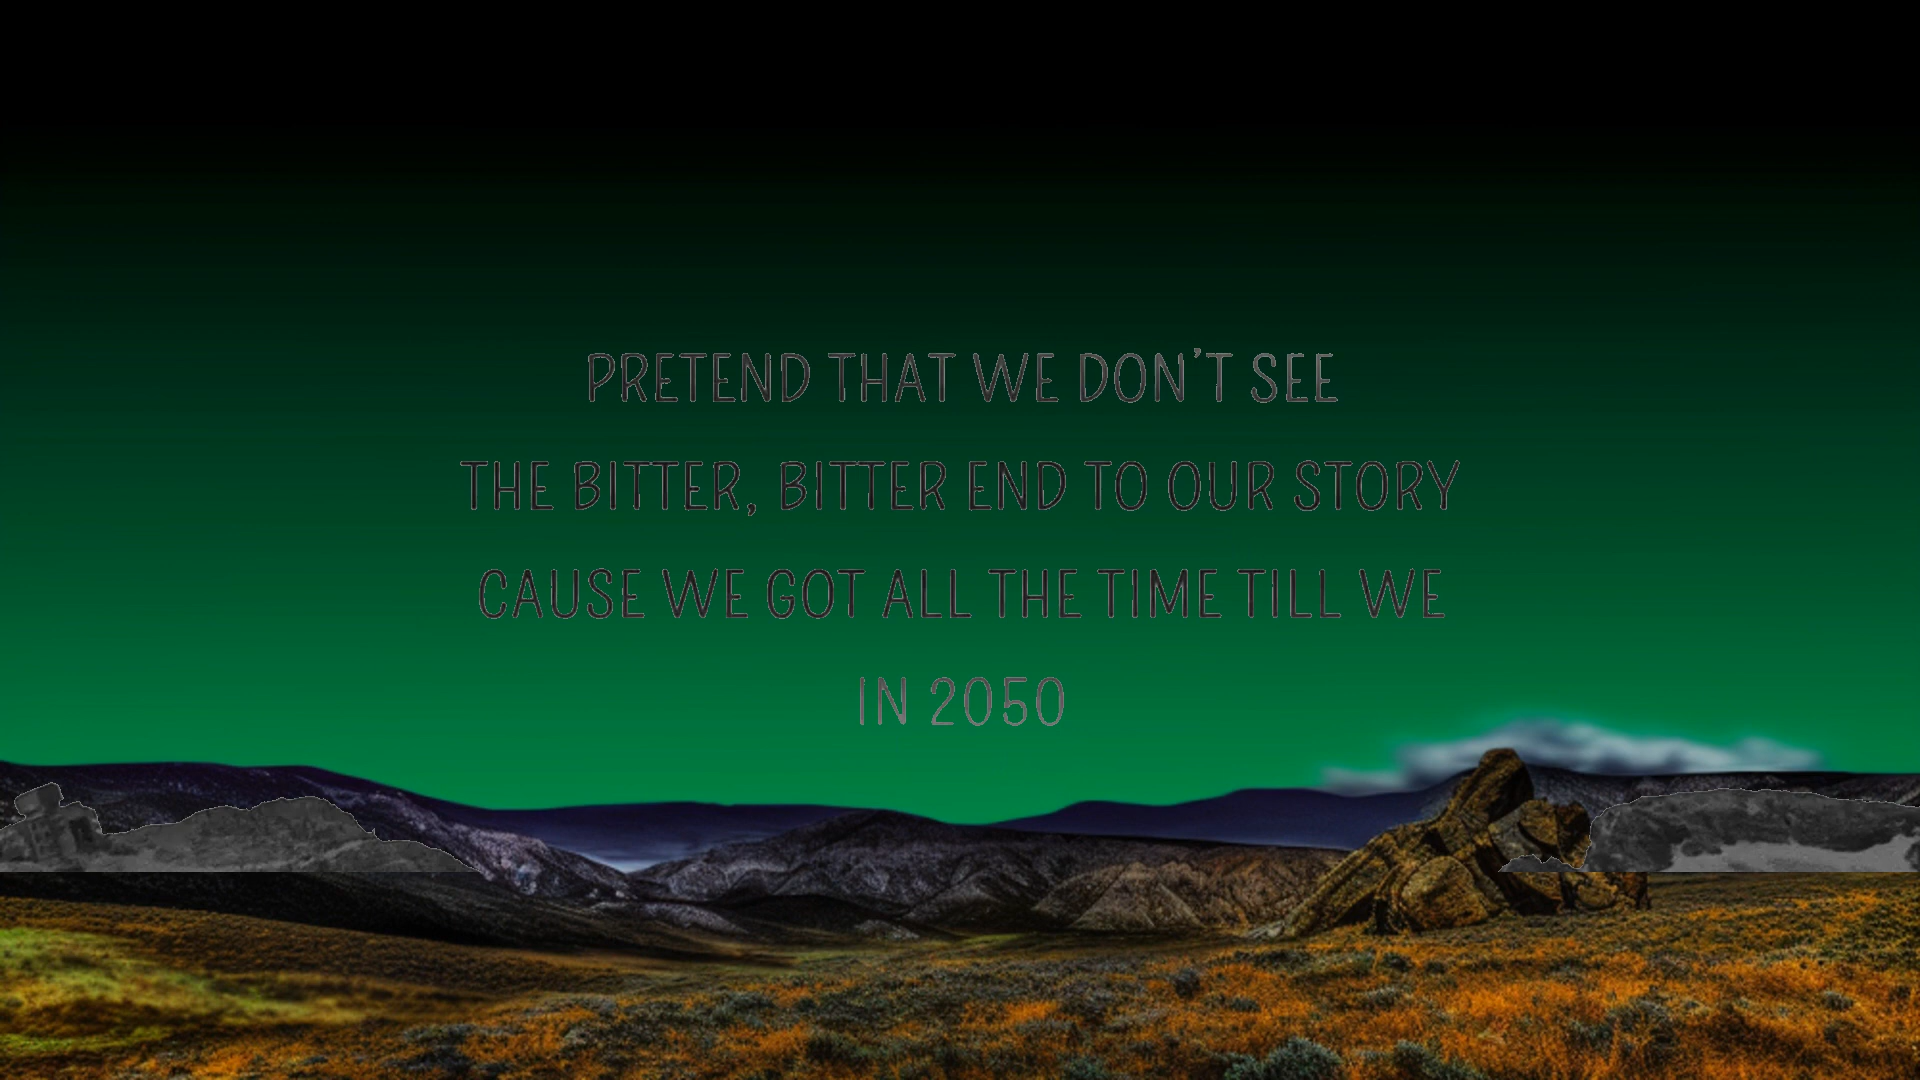 PRETEND THAT WE DON'T SEE
THE BITTER, BITTER END TO OUR STORY
CAUSE WE GOT ALL THE TIME TILL WE
IN 2050